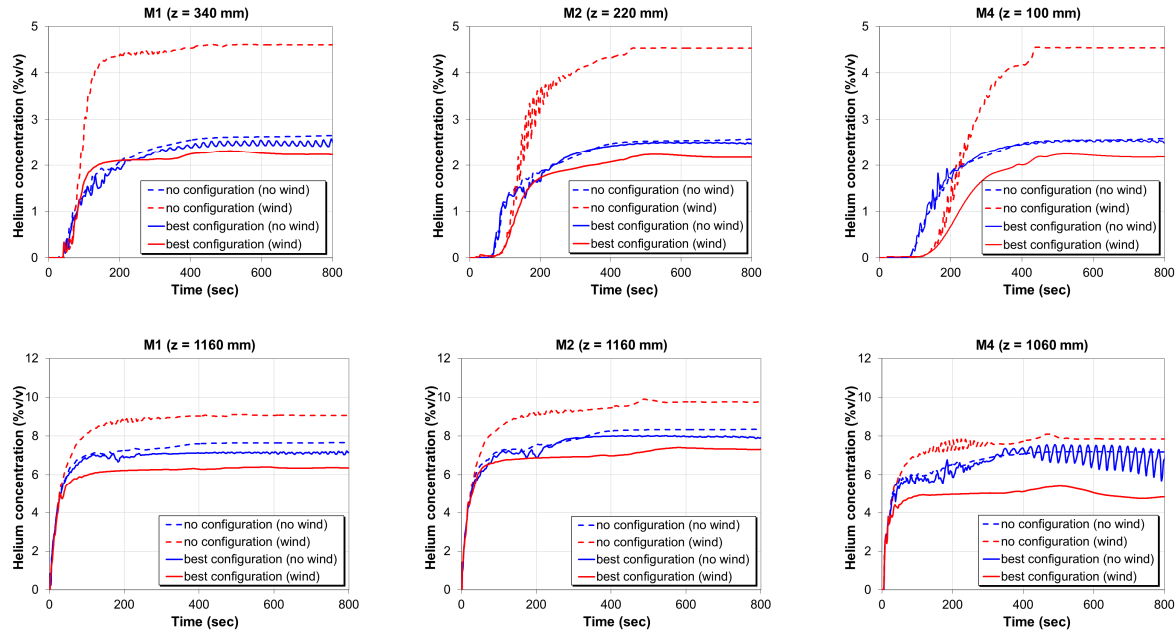 M1 (z = 340 mm)
M2 (z = 220 mm)
M4 (z = 100 mm)
Helium concentration (%v/v)
5
4
3
2
1
0
no configuration (no wind)
no configuration (wind)
best configuration (no wind)
best configuration (wind)
0 200 400 600 800
Time (sec)
Helium concentration (%v/v)
5
4
3
2
1
0
no configuration (no wind)
no configuration (wind)
best configuration (no wind)
best configuration (wind)
0 200 400 600 800
Time (sec)
Helium concentration (%v/v)
5
4
3
2
1
0
no configuration (no wind)
no configuration (wind)
best configuration (no wind)
best configuration (wind)
0 200 400 600 800
Time (sec)
M1 (z = 1160 mm)
M2 (z = 1160 mm)
M4 (z = 1060 mm)
Helium concentration (%v/v)
12
10
8
6
4
2
0
no configuration (no wind)
no configuration (wind)
best configuration (no wind)
best configuration (wind)
0 200 400 600 800
Time (sec)
Helium concentration (%v/v)
12
10
8
6
4
2
0
no configuration (no wind)
no configuration (wind)
best configuration (no wind)
best configuration (wind)
0 200 400 600 800
Time (sec)
Helium concentration (%v/v)
12
10
8
6
4
2
0
no configuration (no wind)
no configuration (wind)
best configuration (no wind)
best configuration (wind)
0 200 400 600 800
Time (sec)